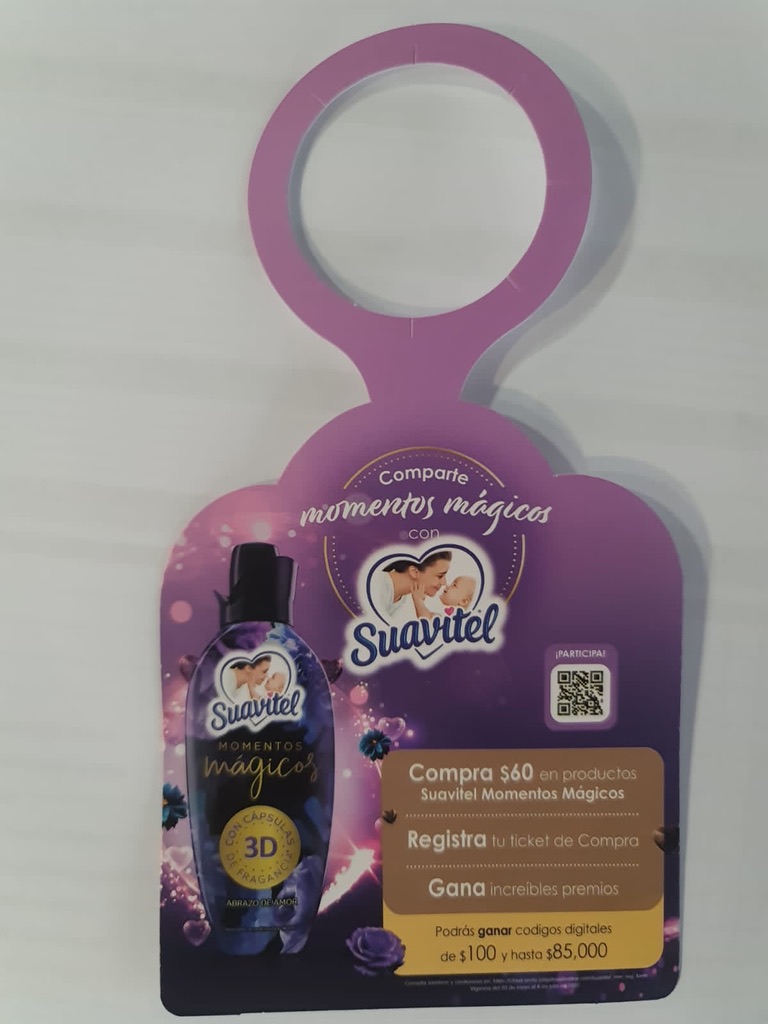 Comparte
momentos mágicos
con
Suavitel
¡PARTICIPA!
Suavitel
MOMENTOS
mágicos
CON CÁPSULAS
3D
DE FRAGANCIA
ABRAZO DE AMOR
Compra $60 en productos
Suavitel Momentos Mágicos
Registra tu ticket de Compra
Gana increíbles premios
Podrás ganar codigos digitales
de $100 y hasta $85,000